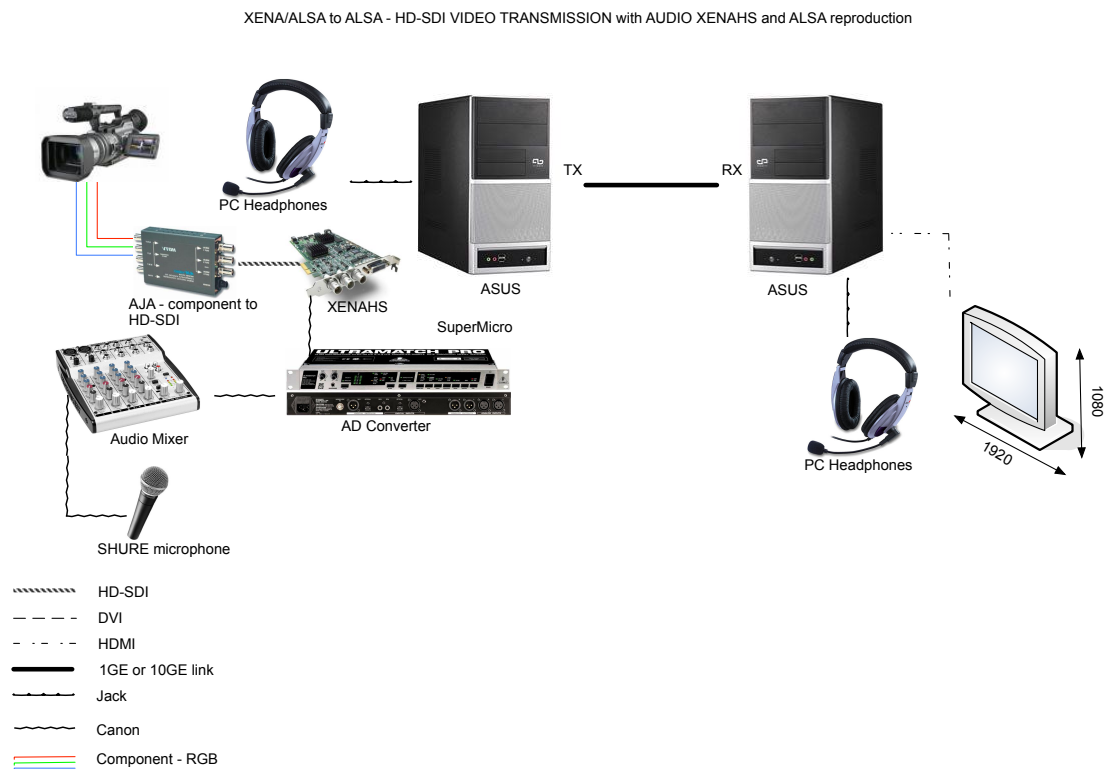 XENA/ALSA to ALSA - HD-SDI VIDEO TRANSMISSION with AUDIO XENAHS and ALSA reproduction
TX
RX
PC Headphones
ASUS
ASUS
AJA - component to
HD-SDI
XENAHS
SuperMicro
ULTRAMATCH PRO
Audio Mixer
AD Converter
PC Headphones
1920
1080
SHURE microphone
HD-SDI
DVI
HDMI
1GE or 10GE link
Jack
Canon
Component - RGB